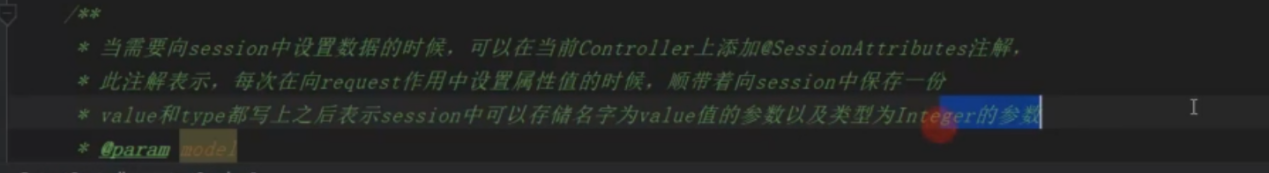 /**
* 当需要向session中设置数据的时候，可以在当前Controller上添加@SessionAttributes注解，
* 此注解表示，每次在向request作用中设置属性值的时候，顺带着向session中保存一份
* value和type都写上之后表示session中可以存储名字为value值的参数以及类型为Integer的参数
* @param model